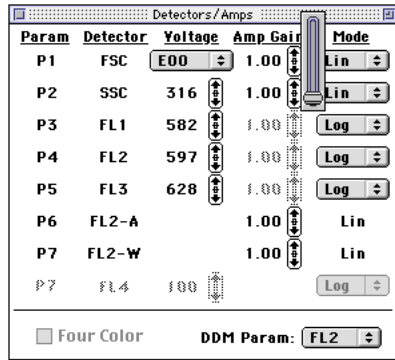 Detectors/Amps
Param Detector Voltage Amp Gain Mode
P1 FSC E00 1.00 Lin
P2 SSC 316 1.00 Lin
P3 FL1 582 1.00 Log
P4 FL2 597 1.00 Log
P5 FL3 628 1.00 Log
P6 FL2-A 1.00 Lin
P7 FL2-W 1.00 Lin
P7 FL4 100 Log
Four Color DDM Param: FL2